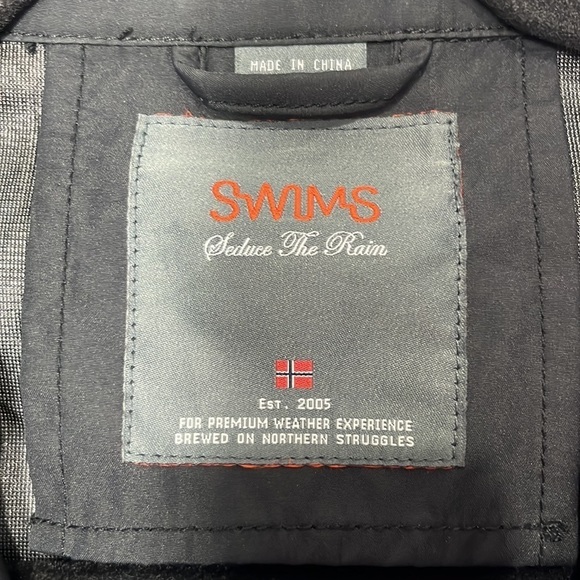 MADE IN CHINA
SWIMS
Seduce The Rain
EST. 2005
FOR PREMIUM WEATHER EXPERIENCE
BREWED ON NORTHERN STRUGGLES